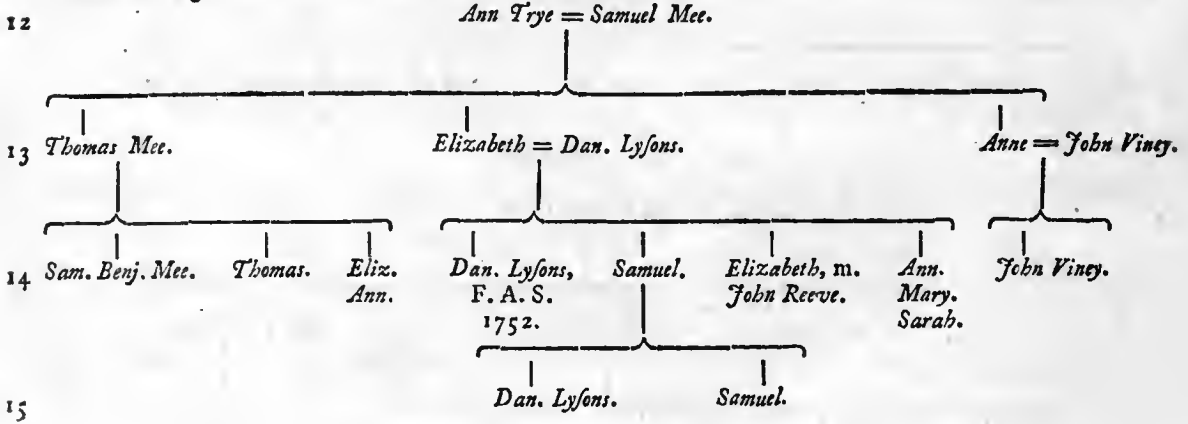 12 Ann Trye = Samuel Mee.
13 Thomas Mee. Elizabeth = Dan. Lyſons. Anne = John Viney.
14 Sam. Benj. Mee. Thomas. Eliz. Dan. Lyſons, Samuel. Elizabeth, m. Ann. John Viney.
Ann. F. A. S. John Reeve. Mary.
1752. Sarah.
15 Dan. Lyſons. Samuel.